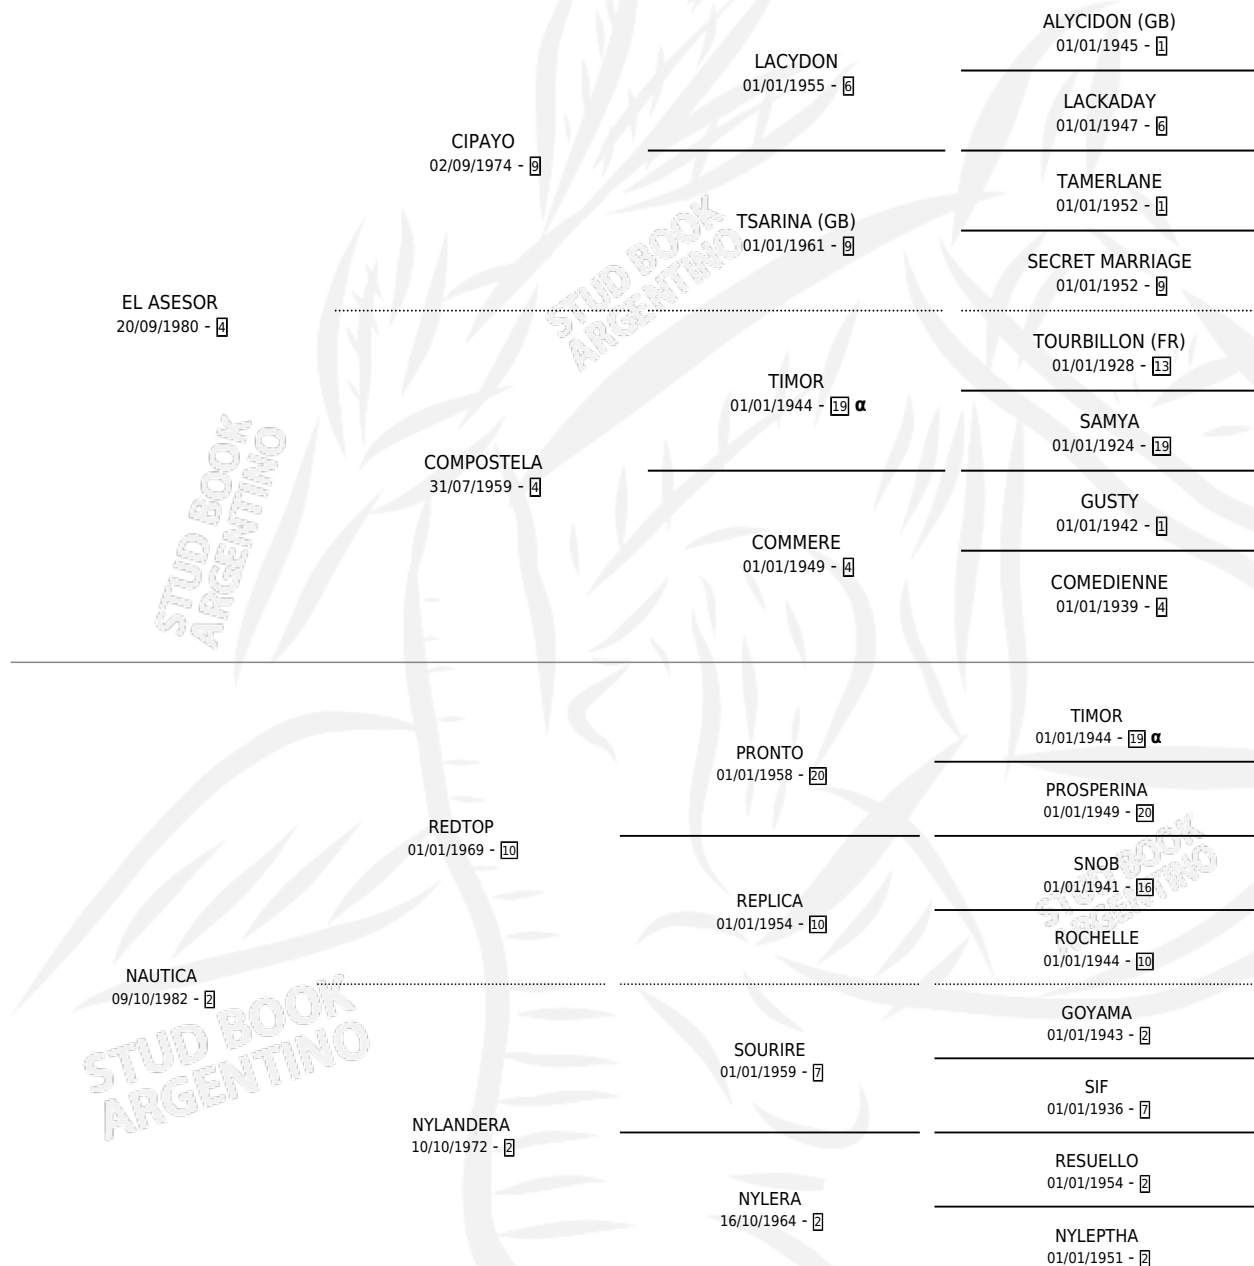 ALYCIDON (GB)
01/01/1945 - 1
LACYDON
01/01/1955 - 6
LACKADAY
01/01/1947 - 6
CIPAYO
02/09/1974 - 9
TAMERLANE
01/01/1952 - 1
TSARINA (GB)
01/01/1961 - 9
SECRET MARRIAGE
01/01/1952 - 9
EL ASESOR
20/09/1980 - 4
STUD BOOK
ARGENTINO
TOURBILLON (FR)
01/01/1928 - 13
TIMOR
01/01/1944 - 19 α
SAMYA
01/01/1924 - 19
COMPOSTELA
31/07/1959 - 4
GUSTY
01/01/1942 - 1
STUD BOOK
ARGENTINO
COMMERE
01/01/1949 - 4
COMEDIENNE
01/01/1939 - 4
TIMOR
01/01/1944 - 19 α
PRONTO
01/01/1958 - 20
PROSPERINA
01/01/1949 - 20
REDTOP
01/01/1969 - 10
SNOB
01/01/1941 - 16
STUD BOOK
ARGENTINO
REPLICA
01/01/1954 - 10
ROCHELLE
01/01/1944 - 10
NAUTICA
09/10/1982 - 2
STUD BOOK
ARGENTINO
GOYAMA
01/01/1943 - 2
SOURIRE
01/01/1959 - 7
SIF
01/01/1936 - 7
NYLANDERA
10/10/1972 - 2
RESUELLO
01/01/1954 - 2
NYLERA
16/10/1964 - 2
NYLEPTHA
01/01/1951 - 2